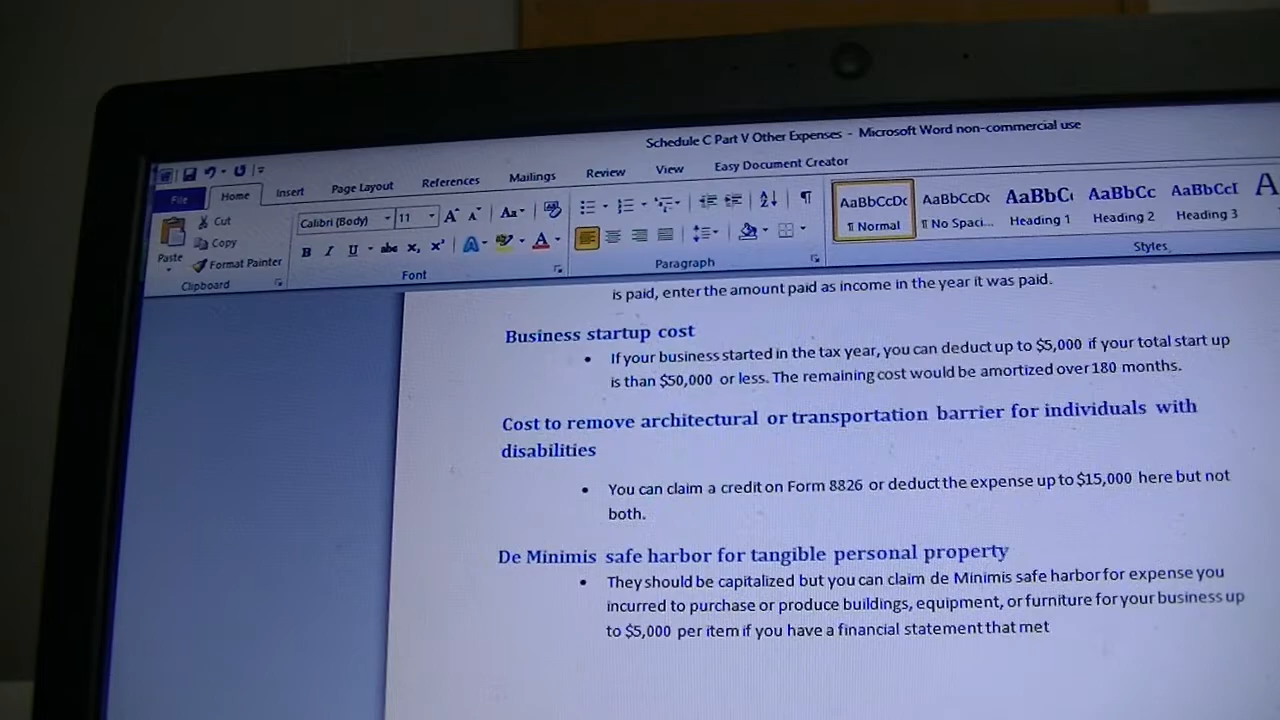 Schedule C Part V Other Expenses - Microsoft Word non-commercial use
File Home Insert Page Layout References Mailings Review View Easy Document Creator
Paste Cut Copy Format Painter
Clipboard
Calibri (Body) 11 A A Aa
B I U abc x₂ x² A A
Font
Paragraph
AaBbCcDc ¶ Normal
AaBbCcDc ¶ No Spaci...
AaBbC Heading 1
AaBbCc Heading 2
AaBbCcI Heading 3
A
Styles
is paid, enter the amount paid as income in the year it was paid.
Business startup cost
• If your business started in the tax year, you can deduct up to $5,000 if your total start up
is than $50,000 or less. The remaining cost would be amortized over 180 months.
Cost to remove architectural or transportation barrier for individuals with
disabilities
• You can claim a credit on Form 8826 or deduct the expense up to $15,000 here but not
both.
De Minimis safe harbor for tangible personal property
• They should be capitalized but you can claim de Minimis safe harbor for expense you
incurred to purchase or produce buildings, equipment, or furniture for your business up
to $5,000 per item if you have a financial statement that met